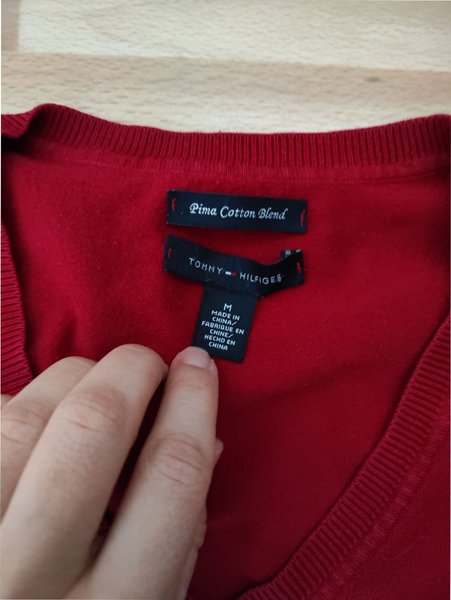 Pima Cotton Blend
TOMMY HILFIGER
M
MADE IN
CHINA/
FABRIQUÉ EN
CHINE/
HECHO EN
CHINA